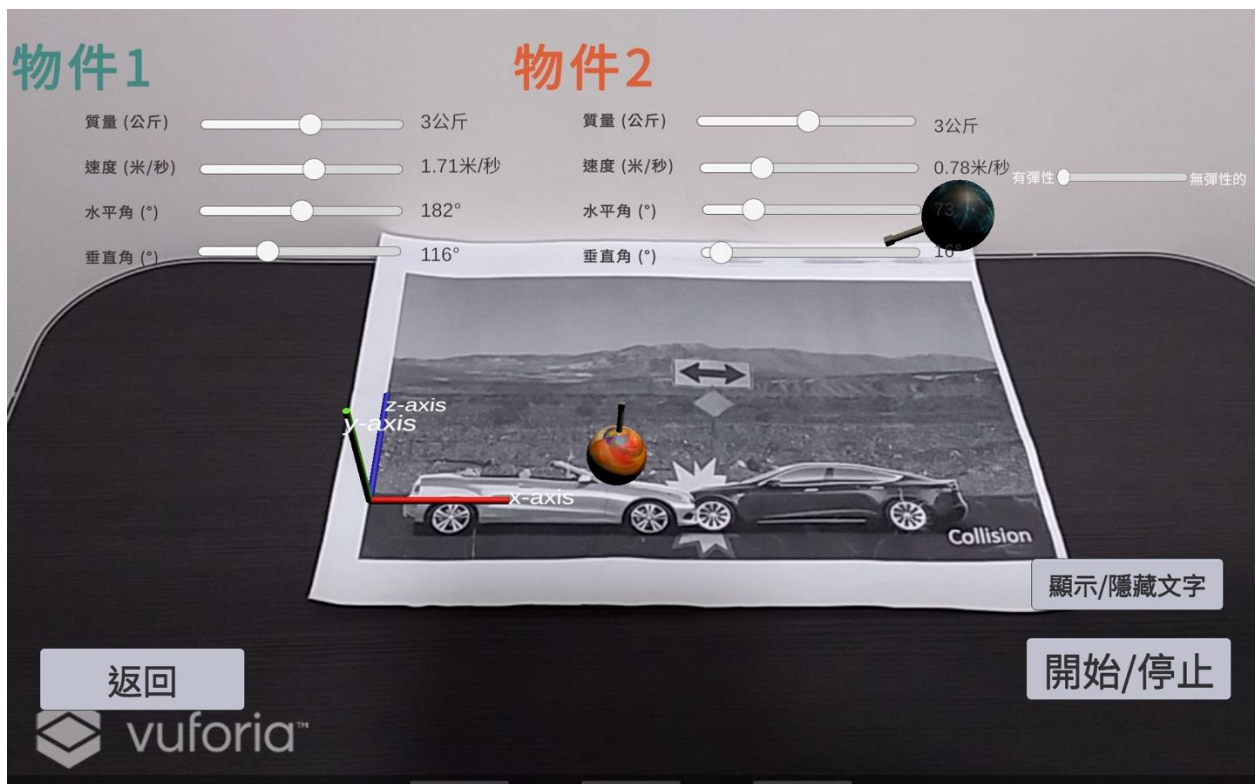 物件1
質量 (公斤) 3公斤
速度 (米/秒) 1.71米/秒
水平角 (°) 182°
垂直角 (°) 116°
物件2
質量 (公斤) 3公斤
速度 (米/秒) 0.78米/秒
水平角 (°) 73
垂直角 (°) 16°
有彈性 無彈性的
z-axis
y-axis
x-axis
Collision
顯示/隱藏文字
返回
開始/停止
vuforia™